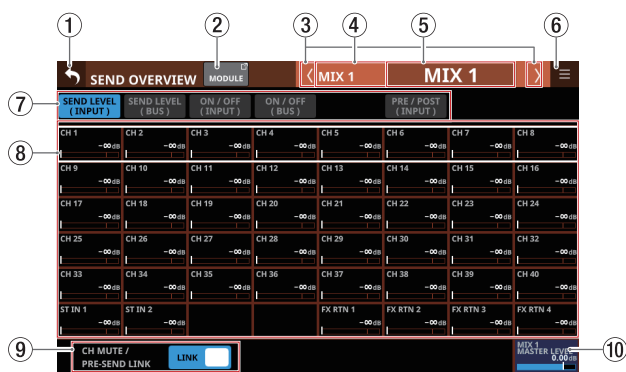 ① ② ③ ④ ⑤ ⑥
SEND OVERVIEW MODULE MIX 1 MIX 1
⑦ SEND LEVEL (INPUT) SEND LEVEL (BUS) ON / OFF (INPUT) ON / OFF (BUS) PRE / POST (INPUT)
⑧
CH 1 CH 2 CH 3 CH 4 CH 5 CH 6 CH 7 CH 8
-∞dB -∞dB -∞dB -∞dB -∞dB -∞dB -∞dB -∞dB
CH 9 CH 10 CH 11 CH 12 CH 13 CH 14 CH 15 CH 16
-∞dB -∞dB -∞dB -∞dB -∞dB -∞dB -∞dB -∞dB
CH 17 CH 18 CH 19 CH 20 CH 21 CH 22 CH 23 CH 24
-∞dB -∞dB -∞dB -∞dB -∞dB -∞dB -∞dB -∞dB
CH 25 CH 26 CH 27 CH 28 CH 29 CH 30 CH 31 CH 32
-∞dB -∞dB -∞dB -∞dB -∞dB -∞dB -∞dB -∞dB
CH 33 CH 34 CH 35 CH 36 CH 37 CH 38 CH 39 CH 40
-∞dB -∞dB -∞dB -∞dB -∞dB -∞dB -∞dB -∞dB
ST IN 1 ST IN 2 FX RTN 1 FX RTN 2 FX RTN 3 FX RTN 4
-∞dB -∞dB -∞dB -∞dB -∞dB -∞dB
⑨ CH MUTE /
PRE-SEND LINK LINK
MIX 1
MASTER LEVEL ⑩
0.00dB